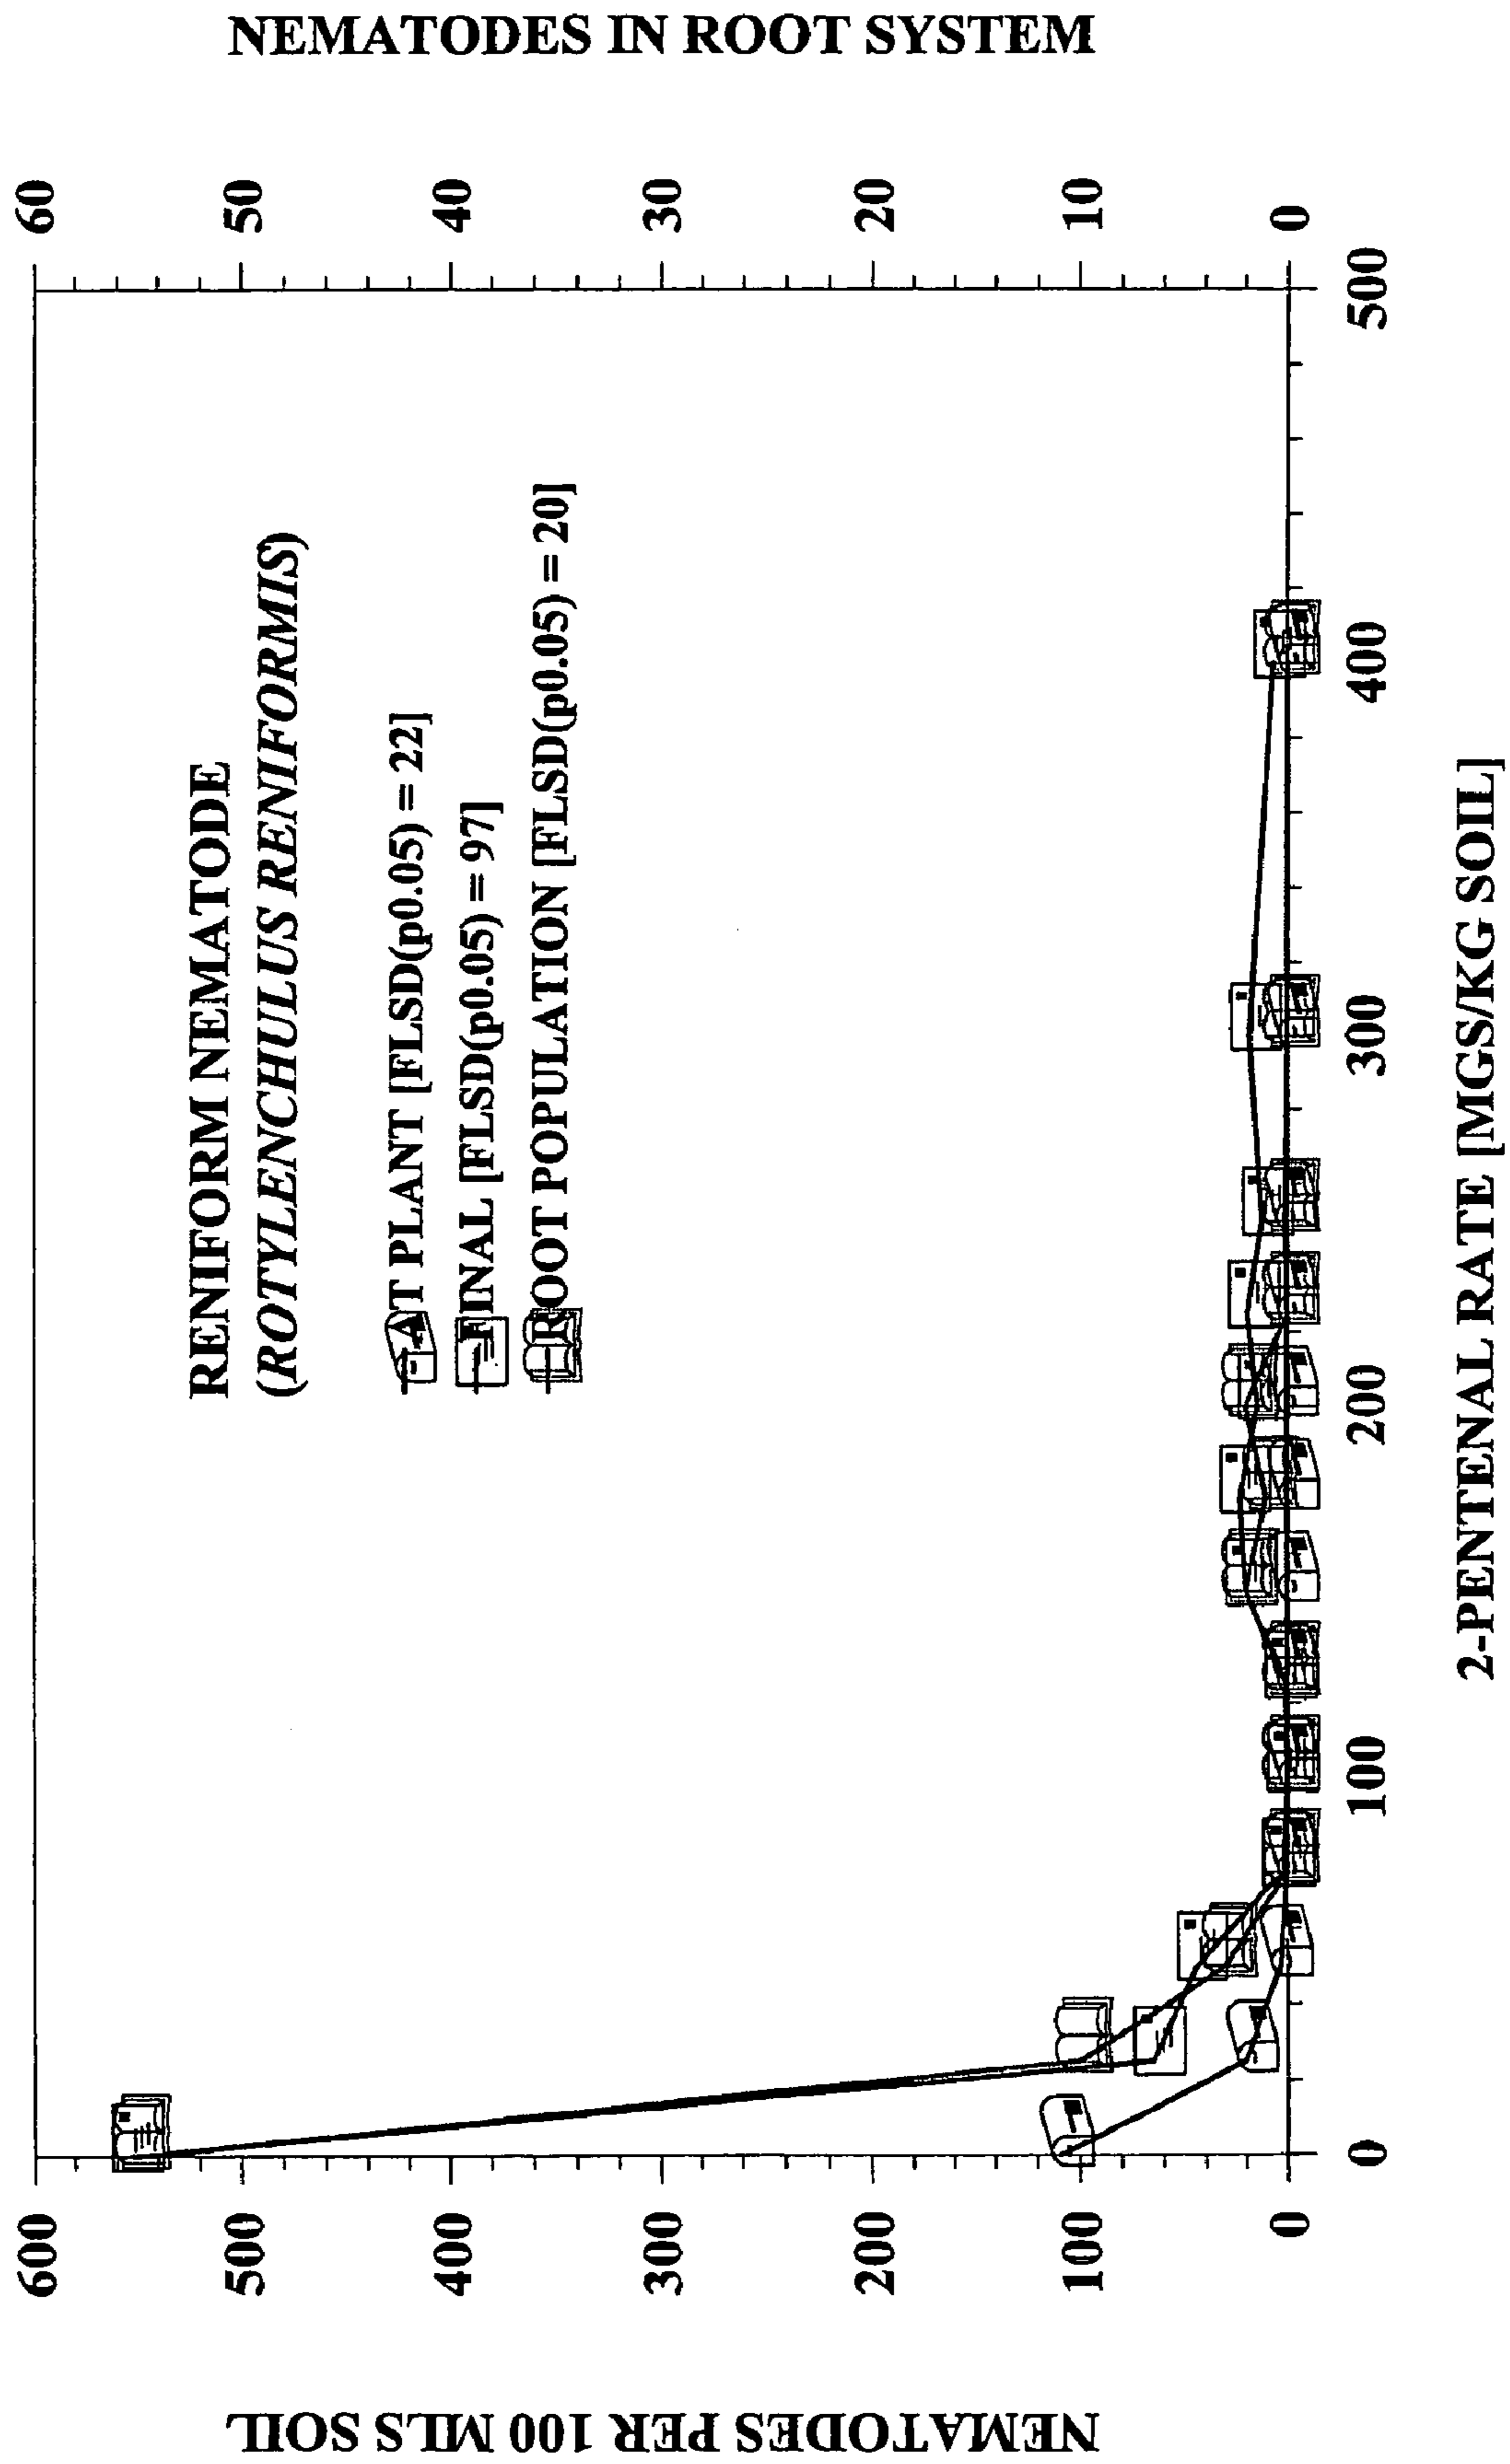 RENIFORM NEMATODE
(ROTYLENCHULUS RENIFORMIS)
AT PLANT [FLSD(p0.05) = 22]
FINAL [FLSD(p0.05) = 97]
ROOT POPULATION [FLSD(p0.05) = 20]
NEMATODES PER 100 MLS SOIL
600
500
400
300
200
100
0
NEMATODES IN ROOT SYSTEM
60
50
40
30
20
10
0
0
100
200
300
400
500
2-PENTENAL RATE [MGS/KG SOIL]